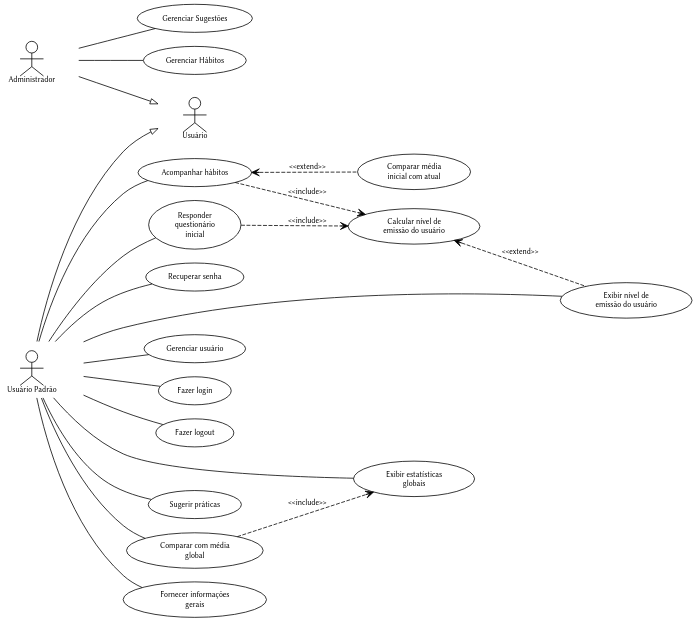 Gerenciar Sugestões
Gerenciar Hábitos
Administrador
Usuário
Acompanhar hábitos
<<extend>>
Comparar média
inicial com atual
<<include>>
Responder
questionário
inicial
<<include>>
Calcular nível de
emissão do usuário
<<extend>>
Recuperar senha
Exibir nível de
emissão do usuário
Gerenciar usuário
Usuário Padrão
Fazer login
Fazer logout
Exibir estatísticas
globais
Sugerir práticas
<<include>>
Comparar com média
global
Fornecer informações
gerais